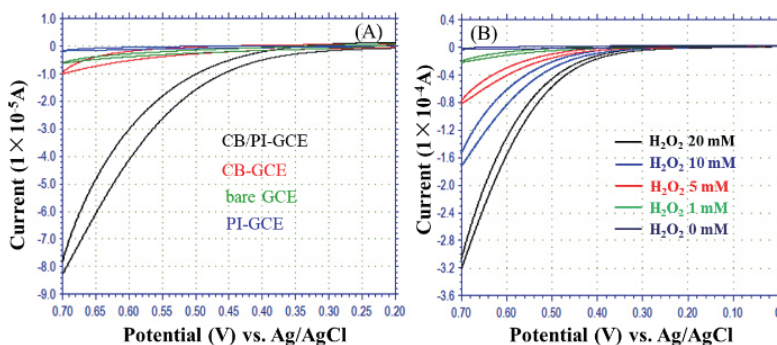 (A)
Current (1×10⁻⁵A)
1.0
0.0
-1.0
-2.0
-3.0
-4.0
-5.0
-6.0
-7.0
-8.0
-9.0
CB/PI-GCE
CB-GCE
bare GCE
PI-GCE
0.70 0.65 0.60 0.55 0.50 0.45 0.40 0.35 0.30 0.25 0.20
Potential (V) vs. Ag/AgCl
(B)
Current (1×10⁻⁴A)
0.4
0
-0.4
-0.8
-1.2
-1.6
-2.0
-2.4
-2.8
-3.2
-3.6
H₂O₂ 20 mM
H₂O₂ 10 mM
H₂O₂ 5 mM
H₂O₂ 1 mM
H₂O₂ 0 mM
0.70 0.60 0.50 0.40 0.30 0.20 0.10 0
Potential (V) vs. Ag/AgCl